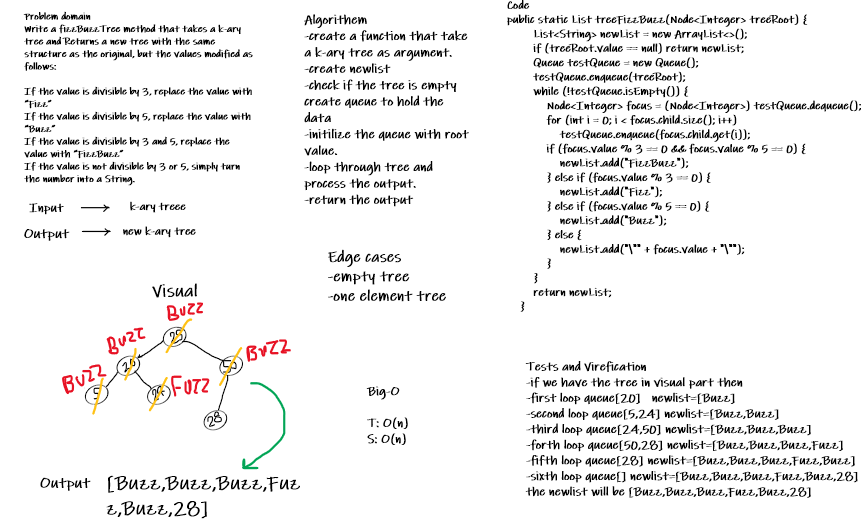 Problem domain
Write a fizzBuzzTree method that takes a k-ary
tree and Returns a new tree with the same
structure as the original, but the values modified as
follows:
If the value is divisible by 3, replace the value with
"Fizz"
If the value is divisible by 5, replace the value with
"Buzz"
If the value is divisible by 3 and 5, replace the
value with "FizzBuzz"
If the value is not divisible by 3 or 5, simply turn
the number into a String.
Input k-ary treee
Output new k-ary tree
Visual
Buzz
25
Buzz
20
Buzz
50
Buzz
5
Fuzz
24
28
Output [Buzz,Buzz,Buzz,Fuz
z,Buzz,28]
Algorithem
-create a function that take
a k-ary tree as argument.
-create newlist
-check if the tree is empty
create queue to hold the
data
-initilize the queue with root
value.
-loop through tree and
process the output.
-return the output
Edge cases
-empty tree
-one element tree
Big-O
T: O(n)
S: O(n)
Code
public static List treeFizzBuzz(Node<Integer> treeRoot) {
List<String> newList = new ArrayList<>();
if (treeRoot.value == null) return newList;
Queue testQueue = new Queue();
testQueue.enqueue(treeRoot);
while (!testQueue.isEmpty()) {
Node<Integer> focus = (Node<Integer>) testQueue.dequeue();
for (int i = 0; i < focus.child.size(); i++)
testQueue.enqueue(focus.child.get(i));
if (focus.value % 3 == 0 && focus.value % 5 == 0) {
newList.add("FizzBuzz");
} else if (focus.value % 3 == 0) {
newList.add("Fizz");
} else if (focus.value % 5 == 0) {
newList.add("Buzz");
} else {
newList.add("\"" + focus.value + "\"");
}
}
return newList;
}
Tests and Virefication
-if we have the tree in visual part then
-first loop queue[20] newlist=[Buzz]
-second loop queue[5,24] newlist=[Buzz,Buzz]
-third loop queue[24,50] newlist=[Buzz,Buzz,Buzz]
-forth loop queue[50,28] newlist=[Buzz,Buzz,Buzz,Fuzz]
-fifth loop queue[28] newlist=[Buzz,Buzz,Buzz,Fuzz,Buzz]
-sixth loop queue[] newlist=[Buzz,Buzz,Buzz,Fuzz,Buzz,28]
the newlist will be [Buzz,Buzz,Buzz,Fuzz,Buzz,28]